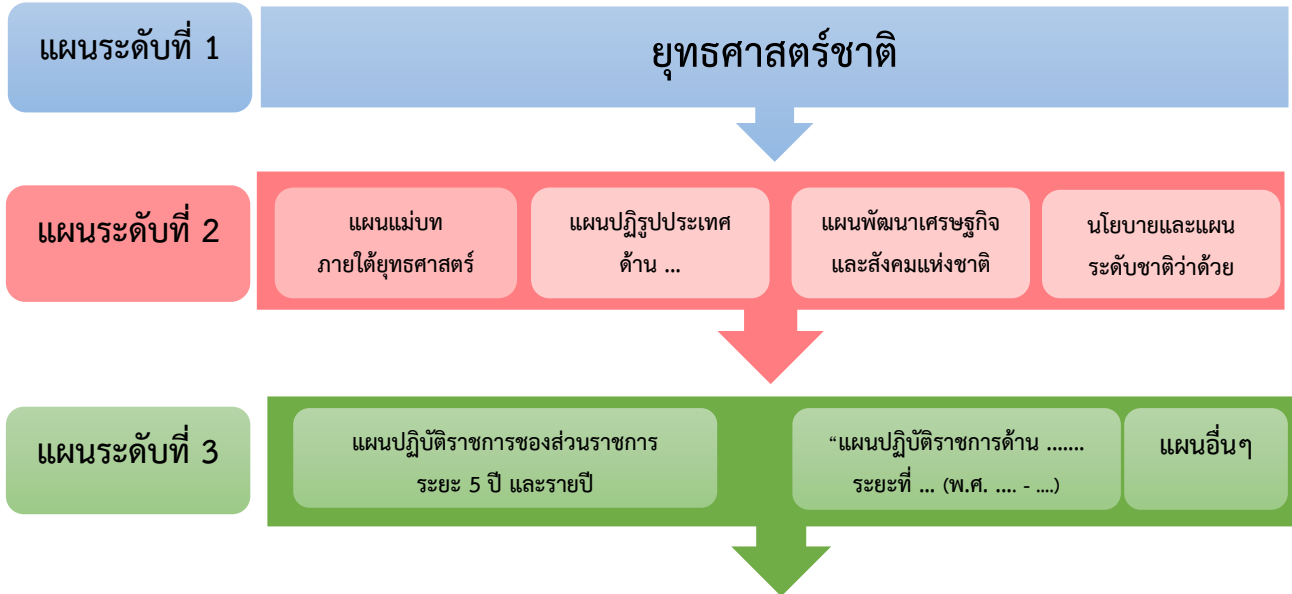 แผนระดับที่ 1
ยุทธศาสตร์ชาติ
แผนระดับที่ 2
แผนแม่บท
ภายใต้ยุทธศาสตร์
แผนปฏิรูปประเทศ
ด้าน ...
แผนพัฒนาเศรษฐกิจ
และสังคมแห่งชาติ
นโยบายและแผน
ระดับชาติว่าด้วย
แผนระดับที่ 3
แผนปฏิบัติราชการชองส่วนราชการ
ระยะ 5 ปี และรายปี
“แผนปฏิบัติราชการด้าน .......
ระยะที่ ... (พ.ศ. .... - ....)
แผนอื่นๆ